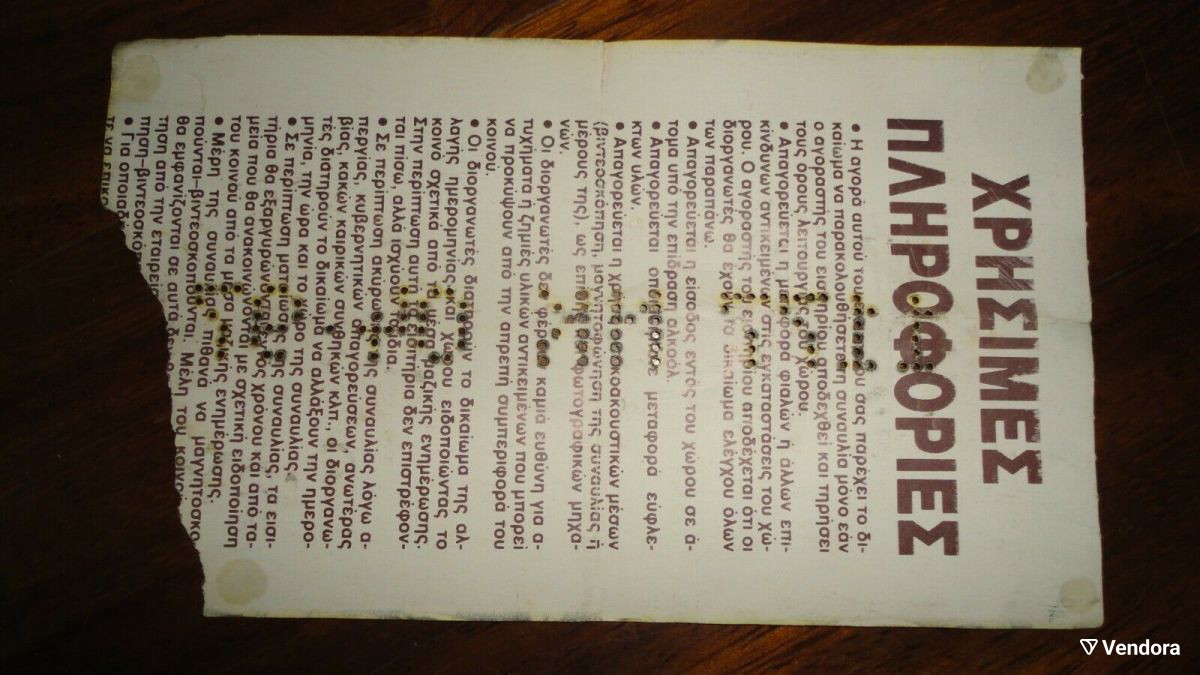 ΧΡΗΣΙΜΕΣ
ΠΛΗΡΟΦΟΡΙΕΣ
● Η αγορά αυτού του σας παρέχει το δι-
καίωμα να παρακολουθήσετε τη συναυλία μόνο εάν
ο αγοραστής του εισιτηρίου αποδεχθεί και τηρήσει
τους όρους λειτουργίας του χώρου.
● Απαγορεύεται η μεταφορά φιαλών ή άλλων επι-
κίνδυνων αντικειμένων στις εγκαταστάσεις του χώ-
ρου. Ο αγοραστής του εισιτηρίου αποδέχεται ότι οι
διοργανωτές θα έχουν το δικαίωμα ελέγχου όλων
των παραπάνω.
● Απαγορεύεται η είσοδος εντός του χώρου σε ά-
τομα υπό την επίδραση αλκοόλ.
● Απαγορεύεται μεταφορά εύφλε-
κτων υλών.
● Απαγορεύεται η χρήση οπτικοακουστικών μέσων
(βιντεοσκόπηση, μαγνητοφώνηση της συναυλίας ή
μέρους της), ως επίσης φωτογραφικών μηχα-
νών.
● Οι διοργανωτές δεν φέρουν καμιά ευθύνη για α-
τυχήματα ή ζημιές υλικών αντικειμένων που μπορεί
να προκύψουν από την απρεπή συμπεριφορά του
κοινού.
● Οι διοργανωτές διατηρούν το δικαίωμα της αλ-
λαγής ημερομηνίας και χώρου ειδοποιώντας το
κοινό σχετικά από τα μέσα μαζικής ενημέρωσης.
Στην περίπτωση αυτή τα εισιτήρια δεν επιστρέφον-
ται πίσω, αλλά ισχύουν τα ίδια.
● Σε περίπτωση ακύρωσης της συναυλίας λόγω α-
περγίας, κυβερνητικών απαγορεύσεων, ανωτέρας
βίας, κακών καιρικών συνθηκών κλπ., οι διοργανω-
τές διατηρούν το δικαίωμα να αλλάξουν την ημερο-
μηνία, την ώρα και το χώρο της συναυλίας.
● Σε περίπτωση ματαίωσης της συναυλίας, τα εισι-
τήρια θα εξαργυρωθούν εντός χρόνου και από τα-
μεία που θα ανακοινώνονται με σχετική ειδοποίηση
του κοινού από τα μέσα μαζικής ενημέρωσης.
● Μέρη της συναυλίας πιθανά να μαγνητοσκο-
πούνται-βιντεοσκοπούνται. Μέλη του κοινού
θα εμφανίζονται σε αυτά δεν
τηση από την εταιρεία
πηση-βιντεοσκόπ
● Για οποιαδή
Vendora